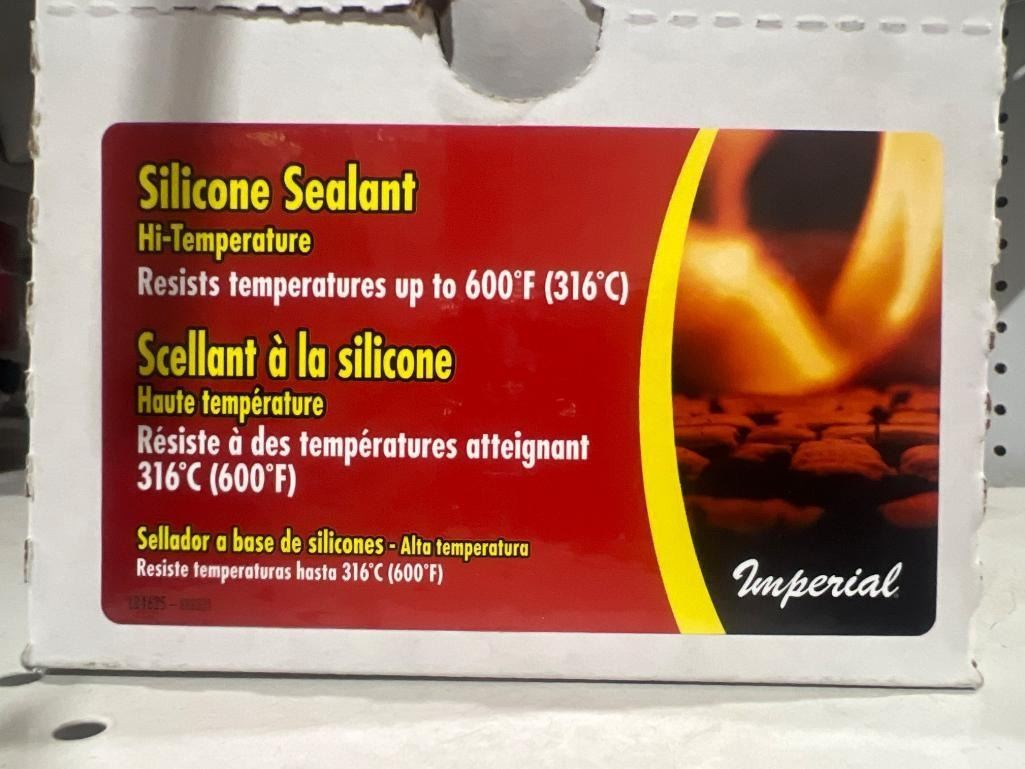 Silicone Sealant
Hi-Temperature
Resists temperatures up to 600°F (316°C)
Scellant à la silicone
Haute température
Résiste à des températures atteignant
316°C (600°F)
Sellador a base de silicones - Alta temperatura
Resiste temperaturas hasta 316°C (600°F)
Imperial